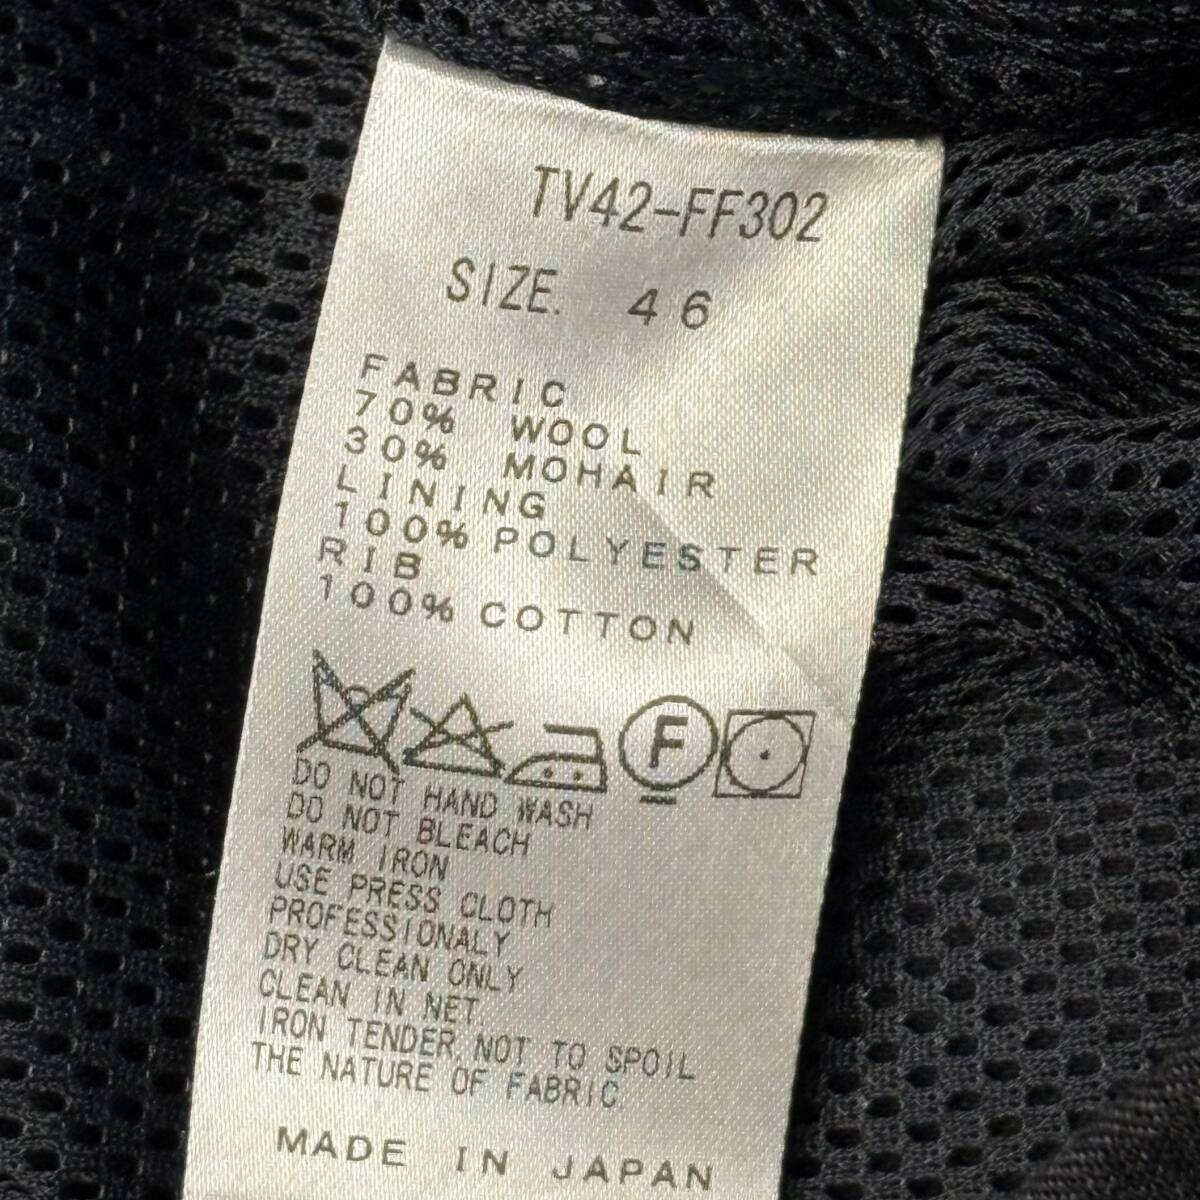 TV42-FF302
SIZE. 46
FABRIC
70% WOOL
30% MOHAIR
LINING
100% POLYESTER
RIB
100% COTTON
F
DO NOT HAND WASH
DO NOT BLEACH
WARM IRON
USE PRESS CLOTH
PROFESSIONALY
DRY CLEAN ONLY
CLEAN IN NET
IRON TENDER NOT TO SPOIL
THE NATURE OF FABRIC.
MADE IN JAPAN